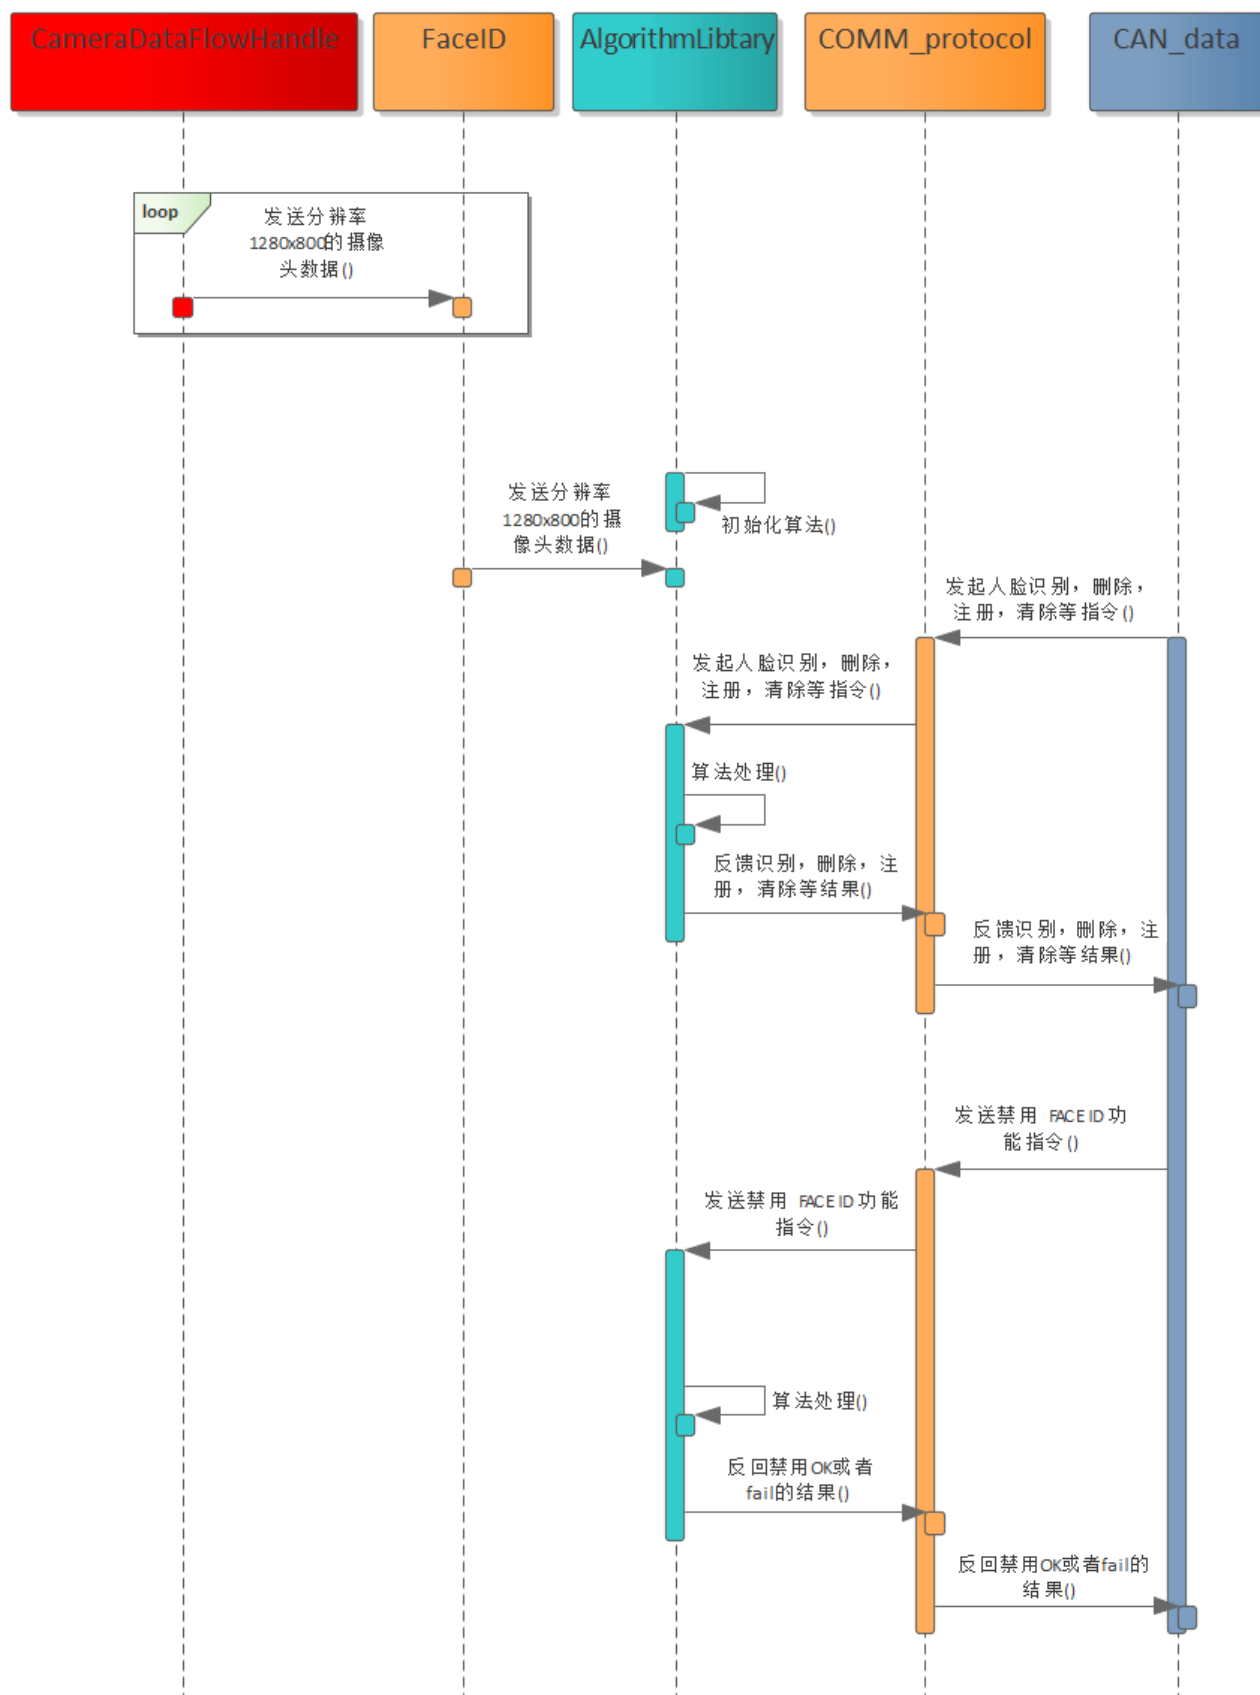 CameraDataFlowHandle
FaceID
AlgorithmLibtary
COMM_protocol
CAN_data
loop
发送分辨率
1280x800的摄像
头数据()
发送分辨率
1280x800的摄
像头数据()
初始化算法()
发起人脸识别，删除，
注册，清除等指令()
发起人脸识别，删除，
注册，清除等指令()
算法处理()
反馈识别，删除，注
册，清除等结果()
反馈识别，删除，注
册，清除等结果()
发送禁用 FACEID功
能指令()
发送禁用 FACEID功能
指令()
算法处理()
反回禁用OK或者
fail的结果()
反回禁用OK或者fail的
结果()